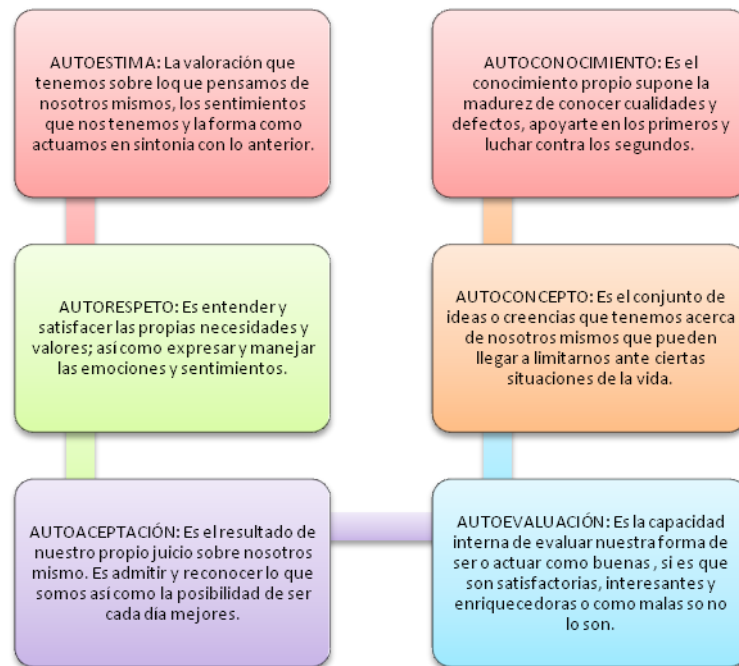 AUTOESTIMA: La valoración que
tenemos sobre loq ue pensamos de
nosotros mismos, los sentimientos
que nos tenemos y la forma como
actuamos en sintonia con lo anterior.
AUTORESPETO: Es entender y
satisfacer las propias necesidades y
valores; así como expresar y manejar
las emociones y sentimientos.
AUTOACEPTACIÓN: Es el resultado de
nuestro propio juicio sobre nosotros
mismo. Es admitir y reconocer lo que
somos así como la posibilidad de ser
cada día mejores.
AUTOEVALUACIÓN: Es la capacidad
interna de evaluar nuestra forma de
ser o actuar como buenas , si es que
son satisfactorias, interesantes y
enriquecedoras o como malas so no
lo son.
AUTOCONCEPTO: Es el conjunto de
ideas o creencias que tenemos acerca
de nosotros mismos que pueden
llegar a limitarnos ante ciertas
situaciones de la vida.
AUTOCONOCIMIENTO: Es el
conocimiento propio supone la
madurez de conocer cualidades y
defectos, apoyarte en los primeros y
luchar contra los segundos.